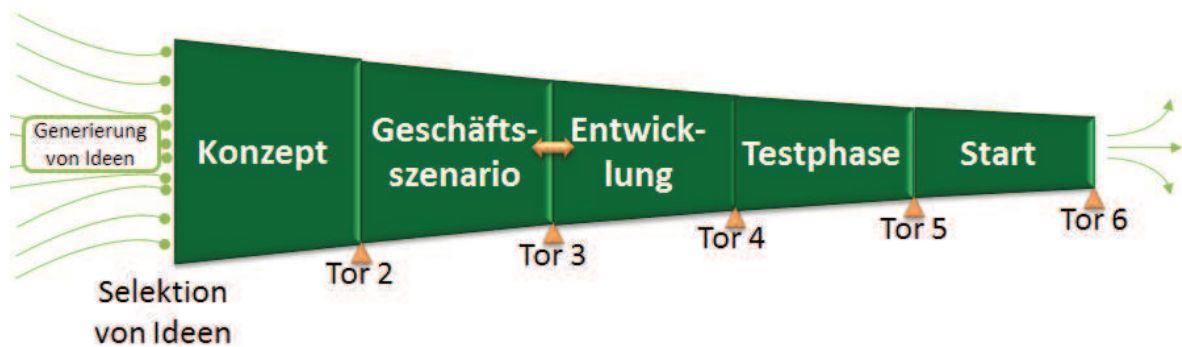 Generierung
von Ideen
Konzept
Geschäfts-
szenario
Entwick-
lung
Testphase
Start
Tor 2
Tor 3
Tor 4
Tor 5
Tor 6
Selektion
von Ideen